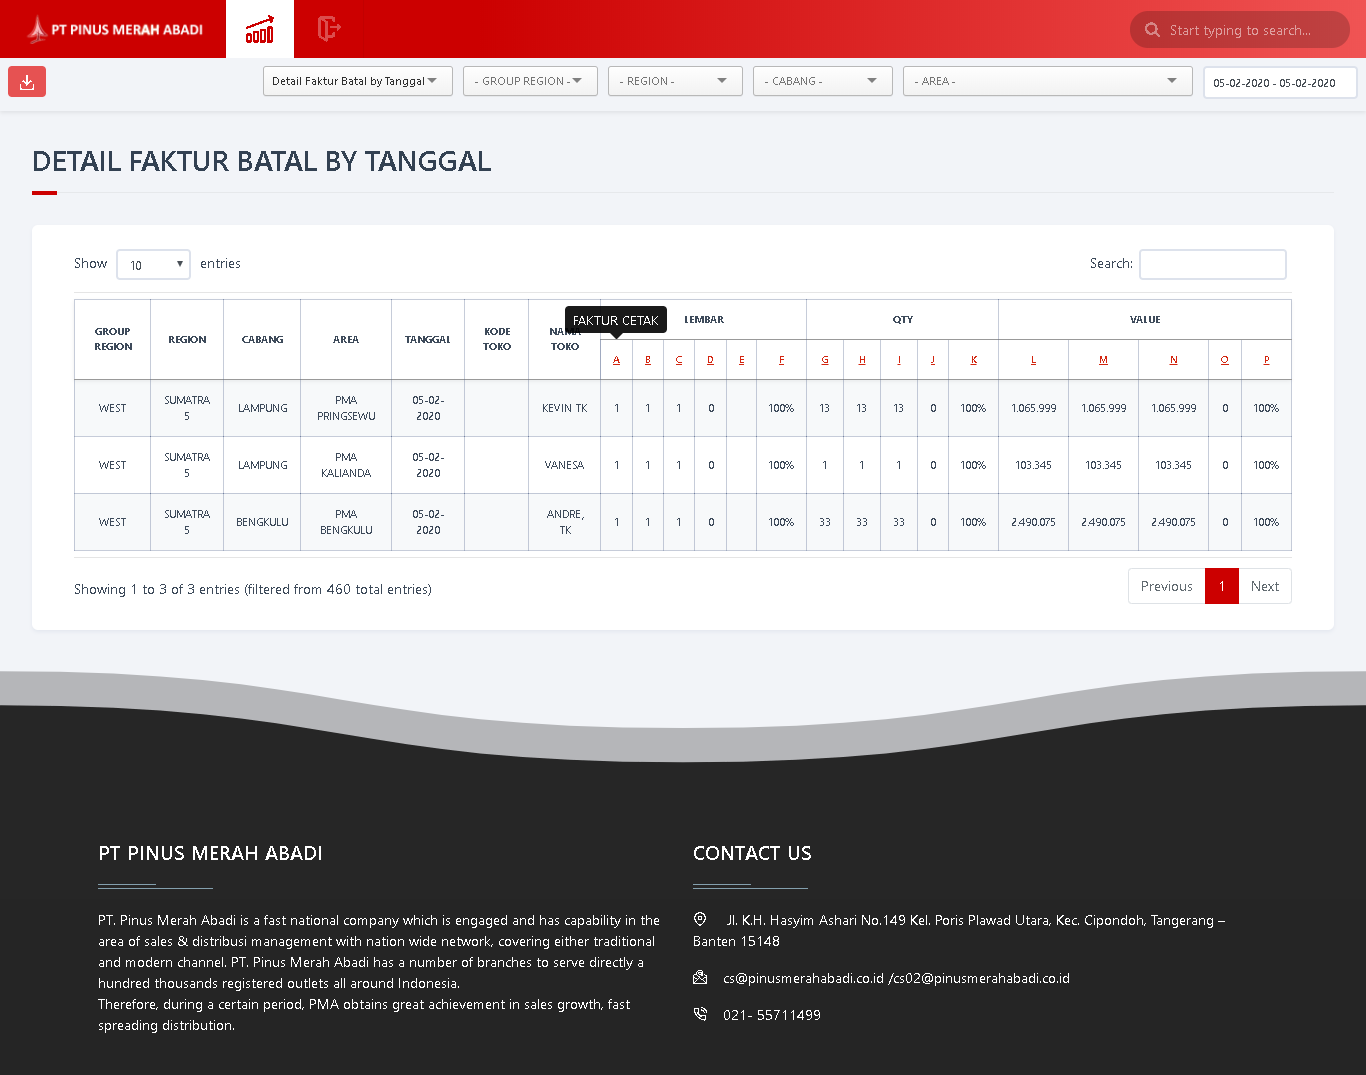 PT PINUS MERAH ABADI
Start typing to search...
Detail Faktur Batal by Tanggal
- GROUP REGION -
- REGION -
- CABANG -
- AREA -
05-02-2020 - 05-02-2020
DETAIL FAKTUR BATAL BY TANGGAL
Show 10 entries
Search:
GROUP REGION REGION CABANG AREA TANGGAL KODE TOKO NAMA TOKO LEMBAR QTY VALUE
FAKTUR CETAK
A B C D E F G H I J K L M N O P
WEST SUMATRA 5 LAMPUNG PMA PRINGSEWU 05-02-2020 KEVIN TK 1 1 1 0 100% 13 13 13 0 100% 1.065.999 1.065.999 1.065.999 0 100%
WEST SUMATRA 5 LAMPUNG PMA KALIANDA 05-02-2020 VANESA 1 1 1 0 100% 1 1 1 0 100% 103.345 103.345 103.345 0 100%
WEST SUMATRA 5 BENGKULU PMA BENGKULU 05-02-2020 ANDRE, TK 1 1 1 0 100% 33 33 33 0 100% 2.490.075 2.490.075 2.490.075 0 100%
Showing 1 to 3 of 3 entries (filtered from 460 total entries)
Previous 1 Next
PT PINUS MERAH ABADI
PT. Pinus Merah Abadi is a fast national company which is engaged and has capability in the
area of sales & distribusi management with nation wide network, covering either traditional
and modern channel. PT. Pinus Merah Abadi has a number of branches to serve directly a
hundred thousands registered outlets all around Indonesia.
Therefore, during a certain period, PMA obtains great achievement in sales growth, fast
spreading distribution.
CONTACT US
Jl. K.H. Hasyim Ashari No.149 Kel. Poris Plawad Utara, Kec. Cipondoh, Tangerang –
Banten 15148
cs@pinusmerahabadi.co.id /cs02@pinusmerahabadi.co.id
021- 55711499